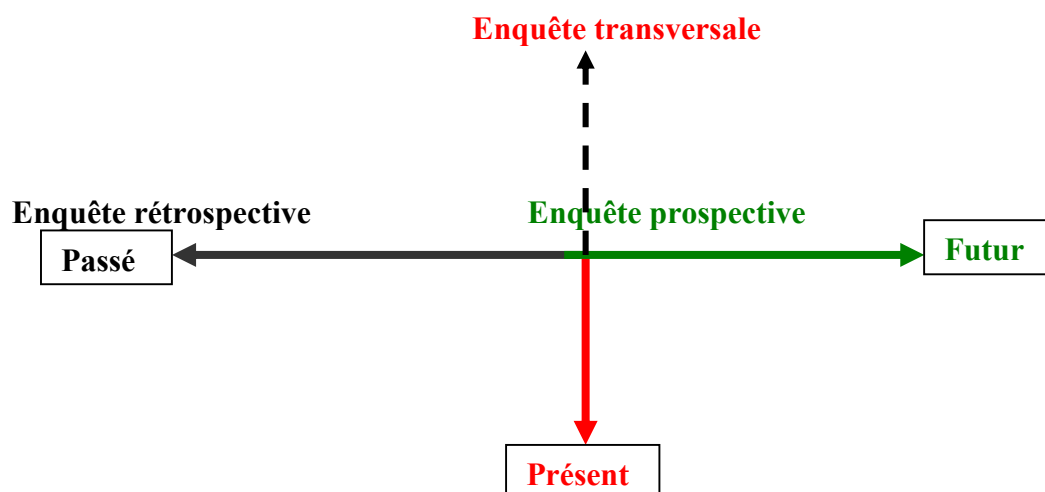 Enquête transversale
Enquête rétrospective
Enquête prospective
Passé
Futur
Présent